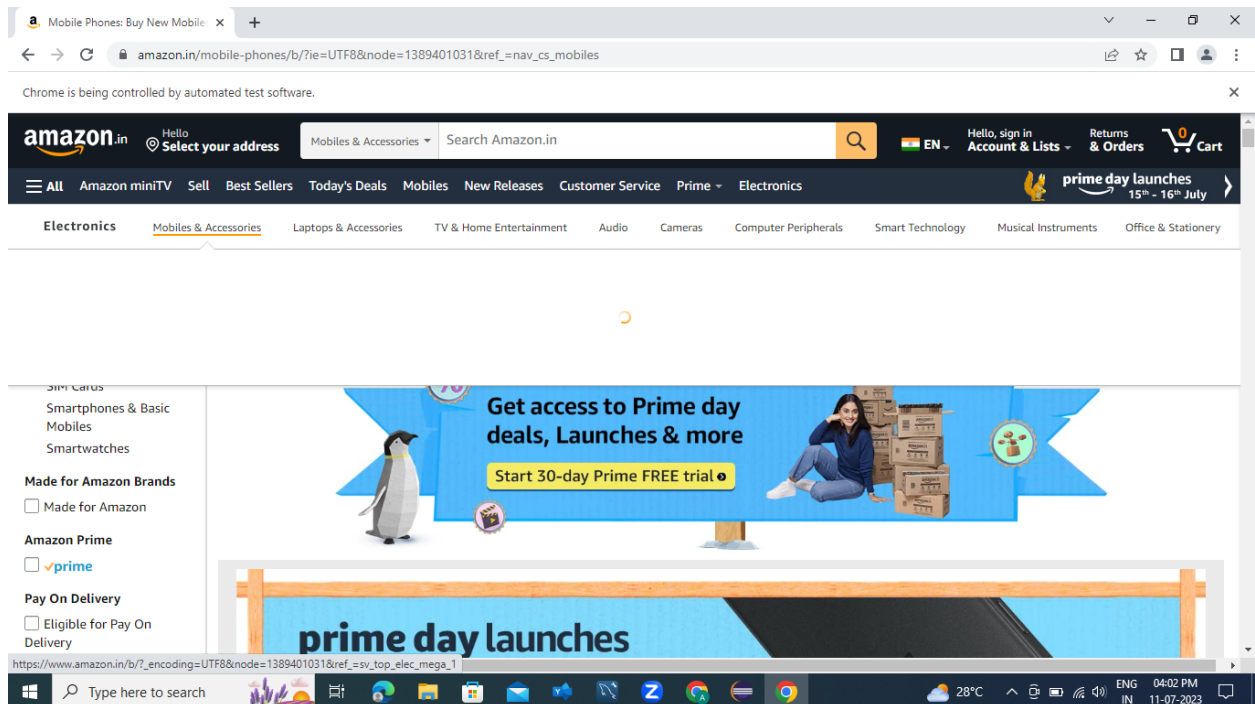 Mobile Phones: Buy New Mobile
amazon.in/mobile-phones/b/?ie=UTF8&node=1389401031&ref_=nav_cs_mobiles
Chrome is being controlled by automated test software.
amazon.in
Hello
Select your address
Mobiles & Accessories
Search Amazon.in
EN
Hello, sign in
Account & Lists
Returns
& Orders
0
Cart
All Amazon miniTV Sell Best Sellers Today's Deals Mobiles New Releases Customer Service Prime Electronics
prime day launches
15th - 16th July
Electronics Mobiles & Accessories Laptops & Accessories TV & Home Entertainment Audio Cameras Computer Peripherals Smart Technology Musical Instruments Office & Stationery
SIM Cards
Smartphones & Basic
Mobiles
Smartwatches
Made for Amazon Brands
Made for Amazon
Amazon Prime
prime
Pay On Delivery
Eligible for Pay On
Delivery
Get access to Prime day
deals, Launches & more
Start 30-day Prime FREE trial
prime day launches
https://www.amazon.in/b/?_encoding=UTF8&node=1389401031&ref_=sv_top_elec_mega_1
Type here to search
28°C
ENG
IN
04:02 PM
11-07-2023